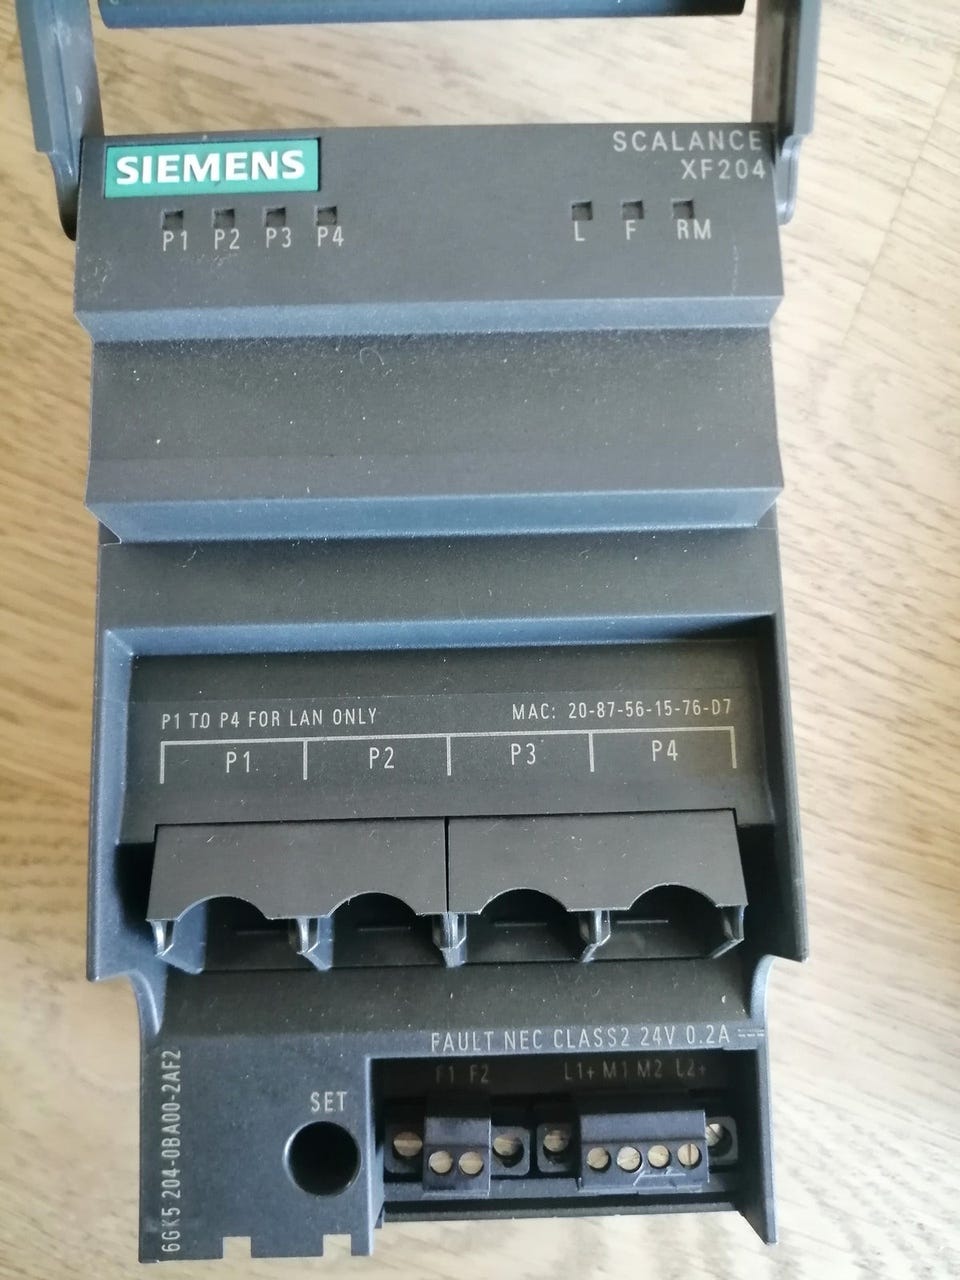 SIEMENS
SCALANCE
XF204
P1 P2 P3 P4
L F RM
P1 TO P4 FOR LAN ONLY
MAC: 20-87-56-15-76-D7
P1 P2 P3 P4
FAULT NEC CLASS2 24V 0.2A
F1 F2 L1+ M1 M2 L2+
SET
6GK5 204-0BA00-2AF2